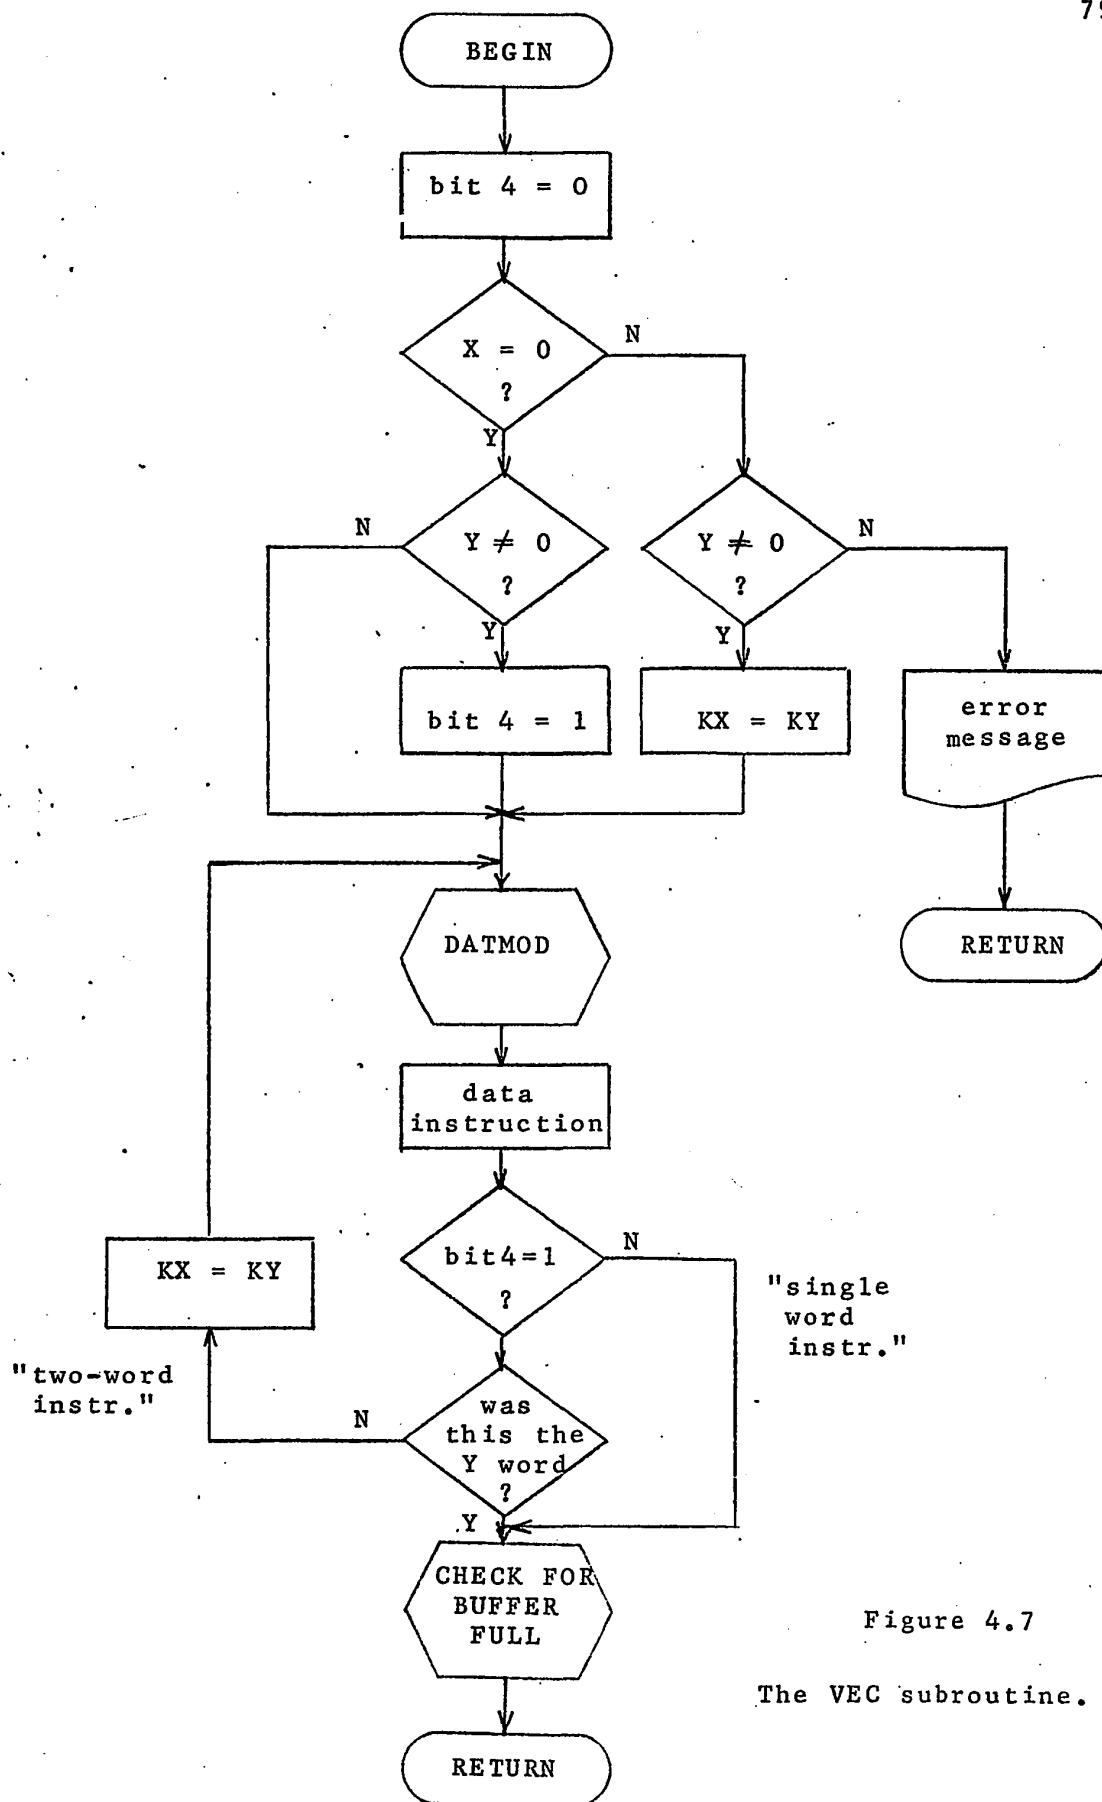 79
BEGIN
bit 4 = 0
X = 0
?
N
Y
N
Y ≠ 0
?
Y ≠ 0
?
N
Y
Y
bit 4 = 1
KX = KY
error
message
DATMOD
RETURN
data
instruction
bit4=1
?
N
KX = KY
"single
word
instr."
"two-word
instr."
N
was
this the
Y word
?
Y
CHECK FOR
BUFFER
FULL
Figure 4.7
The VEC subroutine.
RETURN